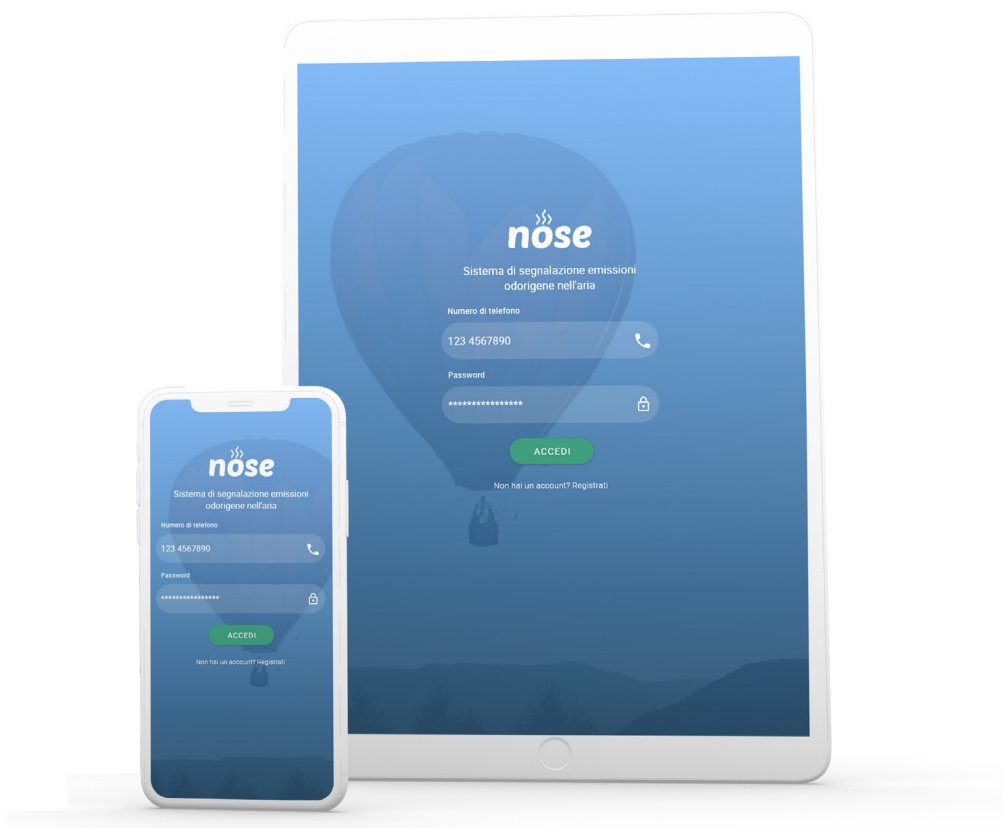 nose
Sistema di segnalazione emissioni
odorigene nell'aria
Numero di telefono
123 4567890
Password
****************
ACCEDI
Non hai un account? Registrati
nose
Sistema di segnalazione emissioni
odorigene nell'aria
Numero di telefono
123 4567890
Password
****************
ACCEDI
Non hai un account? Registrati